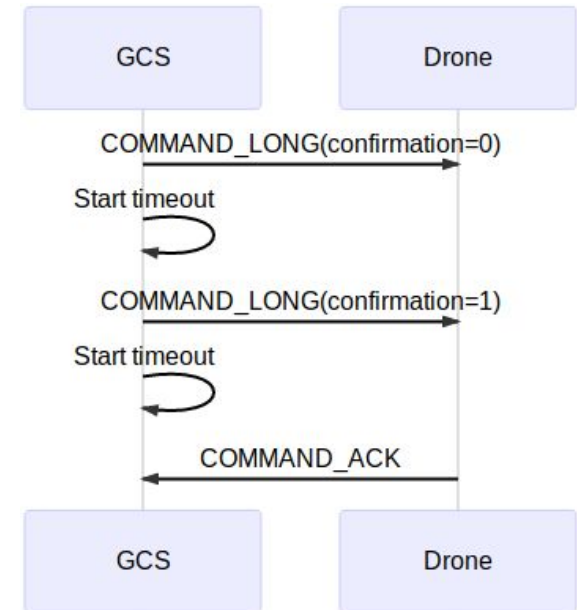 GCS
Drone
COMMAND_LONG(confirmation=0)
Start timeout
COMMAND_LONG(confirmation=1)
Start timeout
COMMAND_ACK
GCS
Drone